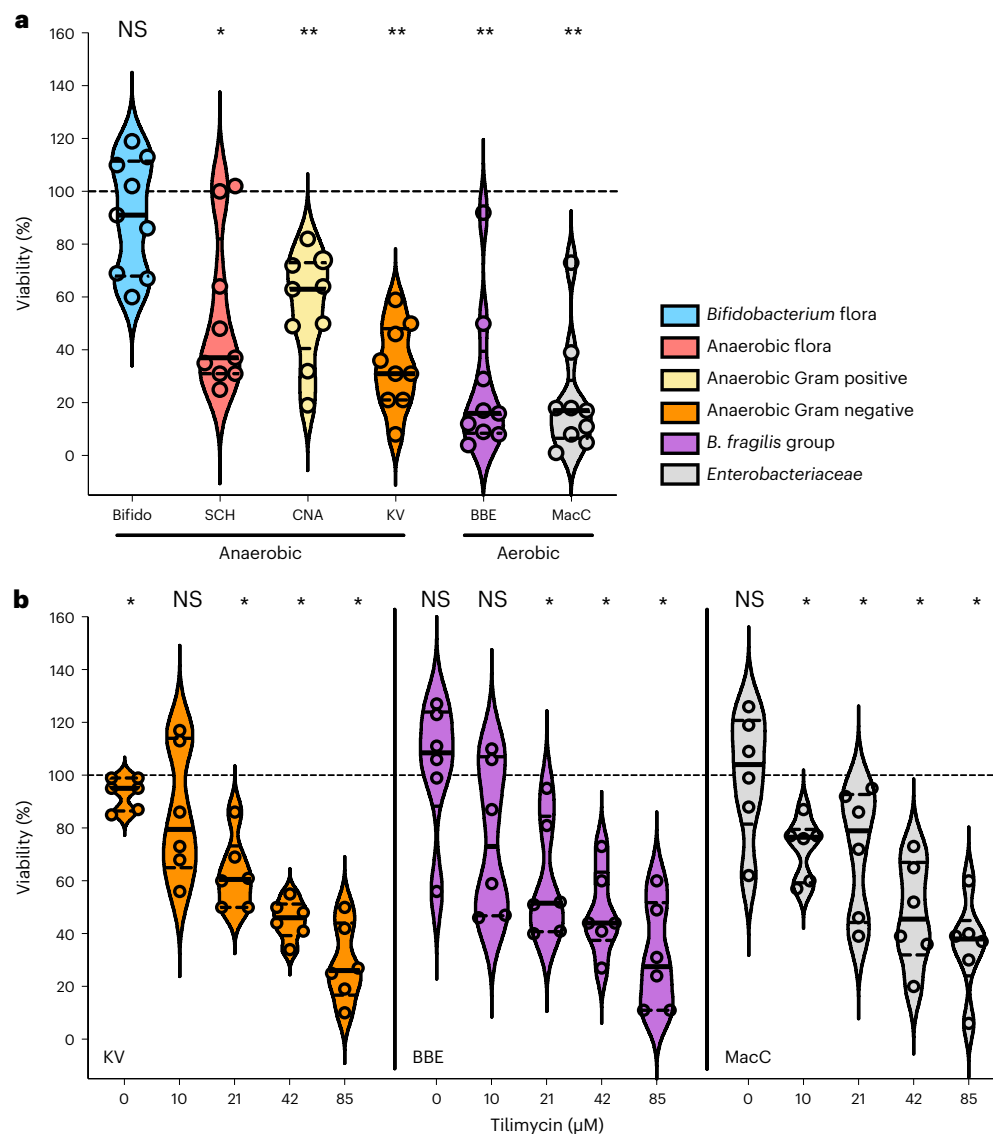 a
NS * ** ** ** **
160
140
120
100
80
60
40
20
0
Viability (%)
Bifidobacterium flora
Anaerobic flora
Anaerobic Gram positive
Anaerobic Gram negative
B. fragilis group
Enterobacteriaceae
Bifido SCH CNA KV BBE MacC
Anaerobic Aerobic
b
* NS * * * NS NS * * * NS * * * *
160
140
120
100
80
60
40
20
0
Viability (%)
KV BBE MacC
0 10 21 42 85 0 10 21 42 85 0 10 21 42 85
Tilimycin (µM)